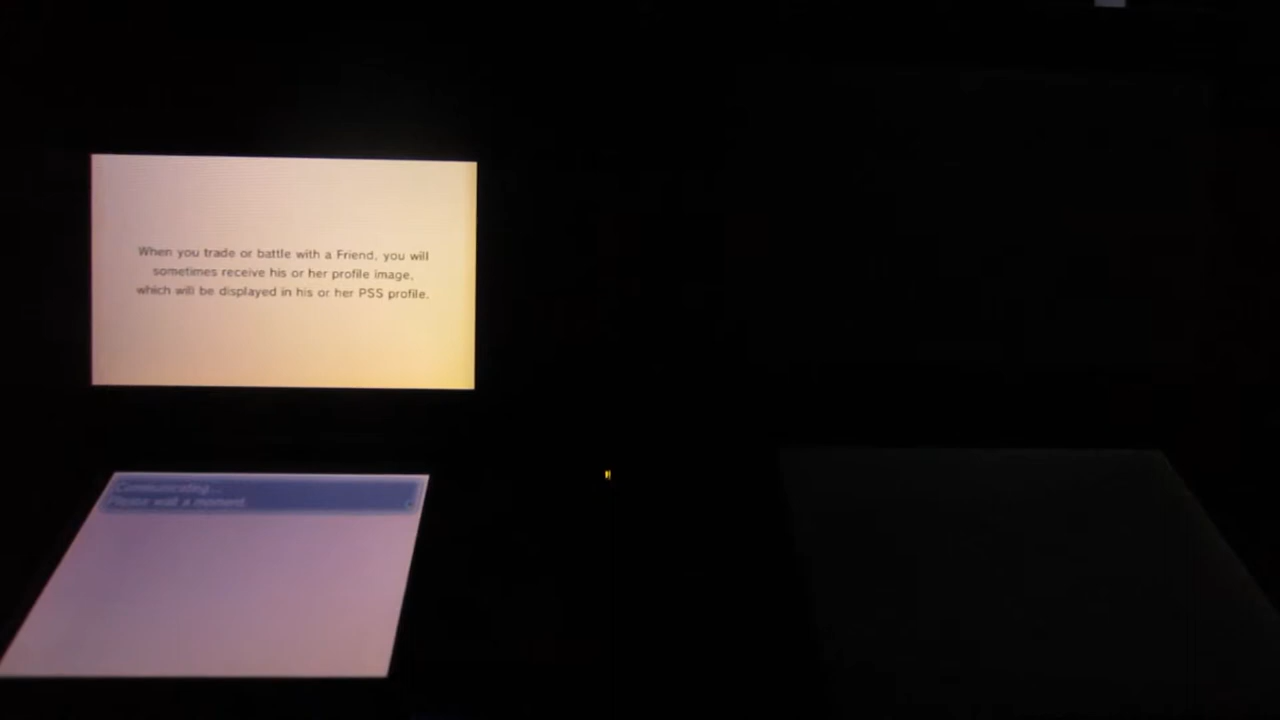 When you trade or battle with a Friend, you will
sometimes receive his or her profile image,
which will be displayed in his or her PSS profile.
Communicating...
Please wait a moment.